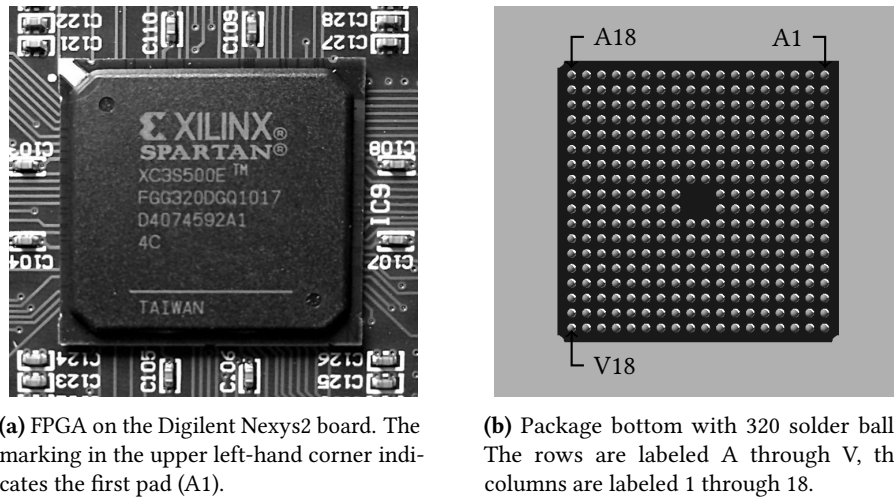 C122
C121
C110
C109
C128
C127
XILINX®
SPARTAN®
XC3S500E™
FGG320DGQ1017
D4074592A1
4C
TAIWAN
C103
C104
C108
IC9
C107
C124
C123
C105
C106
C126
C125
A18
A1
V18
(a) FPGA on the Digilent Nexys2 board. The
marking in the upper left-hand corner indi-
cates the first pad (A1).
(b) Package bottom with 320 solder ball
The rows are labeled A through V, th
columns are labeled 1 through 18.